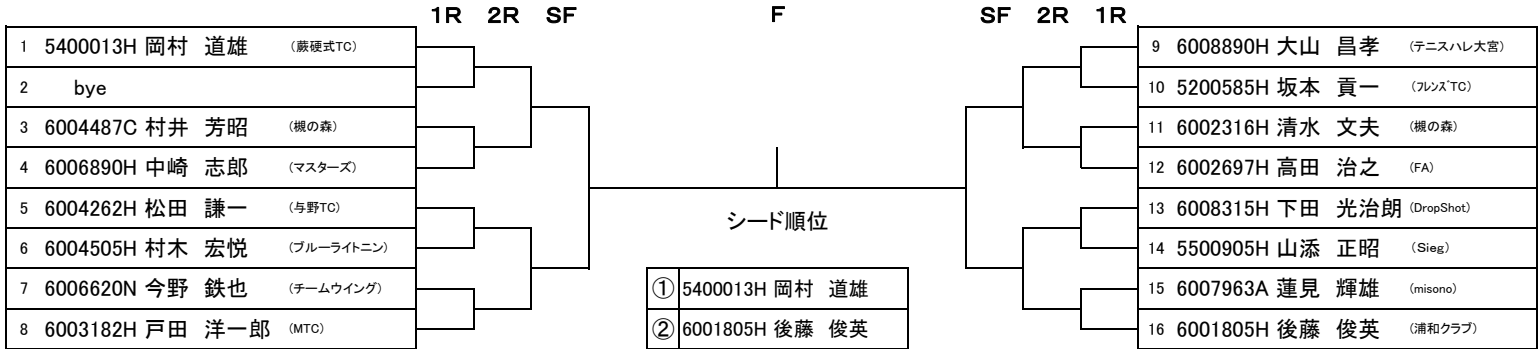 1R 2R SF F SF 2R 1R
1 5400013H 岡村 道雄 (蕨硬式TC)
2 bye
3 6004487C 村井 芳昭 (槻の森)
4 6006890H 中崎 志郎 (マスターズ)
5 6004262H 松田 謙一 (与野TC)
6 6004505H 村木 宏悦 (ブルーライトニン)
7 6006620N 今野 鉄也 (チームウイング)
8 6003182H 戸田 洋一郎 (MTC)
シード順位
① 5400013H 岡村 道雄
② 6001805H 後藤 俊英
9 6008890H 大山 昌孝 (テニスハレ大宮)
10 5200585H 坂本 貢一 (フレンズTC)
11 6002316H 清水 文夫 (槻の森)
12 6002697H 高田 治之 (FA)
13 6008315H 下田 光治朗 (DropShot)
14 5500905H 山添 正昭 (Sieg)
15 6007963A 蓮見 輝雄 (misono)
16 6001805H 後藤 俊英 (浦和クラブ)